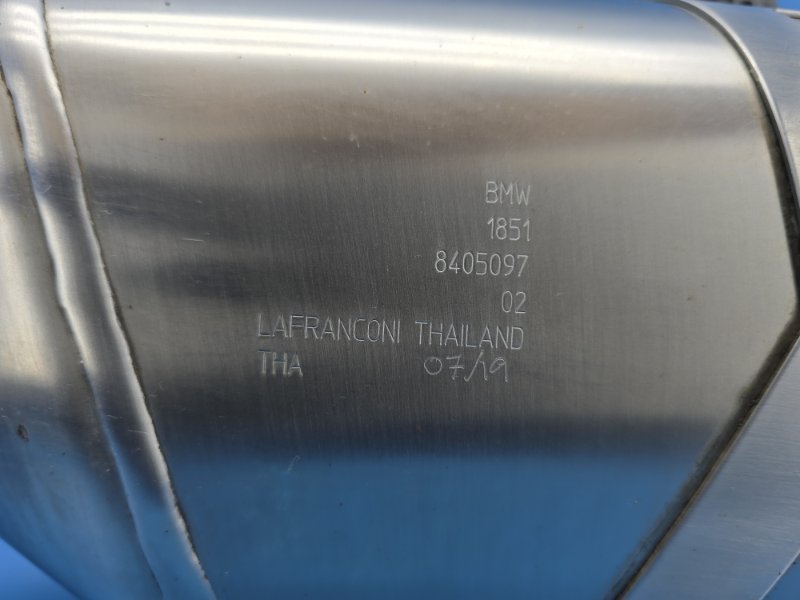 BMW
1851
8405097
02
LAFRANCONI THAILAND
THA 07/19